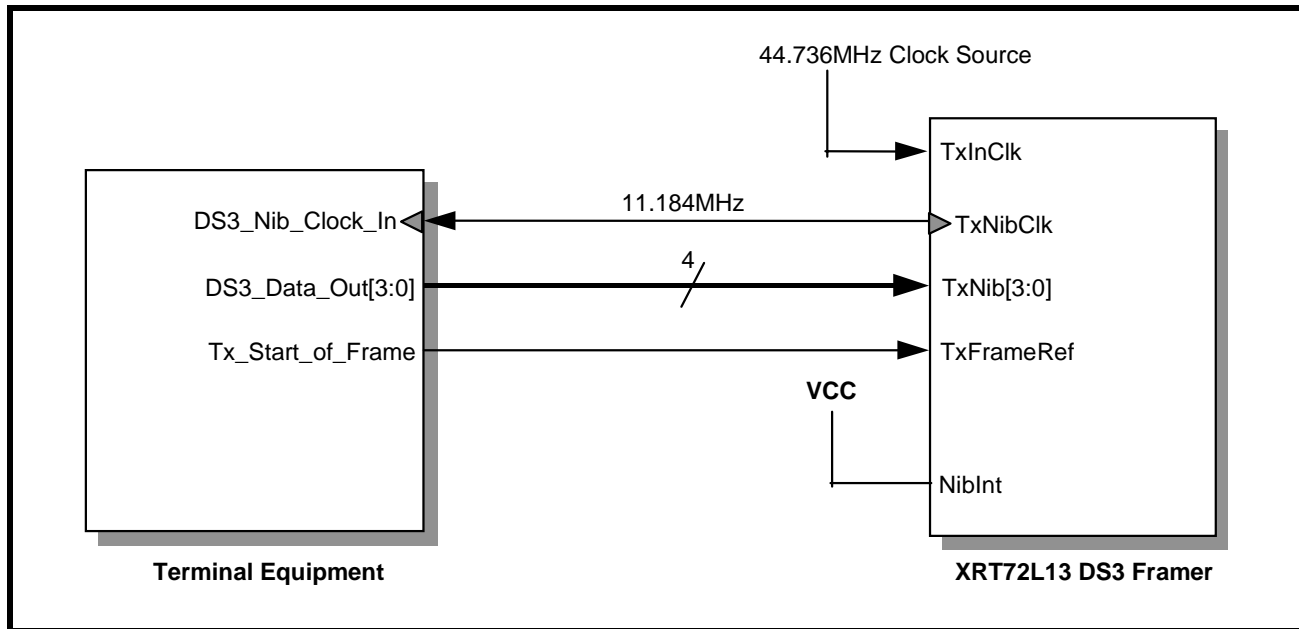 44.736MHz Clock Source
TxInClk
DS3_Nib_Clock_In
11.184MHz
TxNibClk
DS3_Data_Out[3:0]
4
TxNib[3:0]
Tx_Start_of_Frame
TxFrameRef
VCC
NibInt
Terminal Equipment
XRT72L13 DS3 Framer